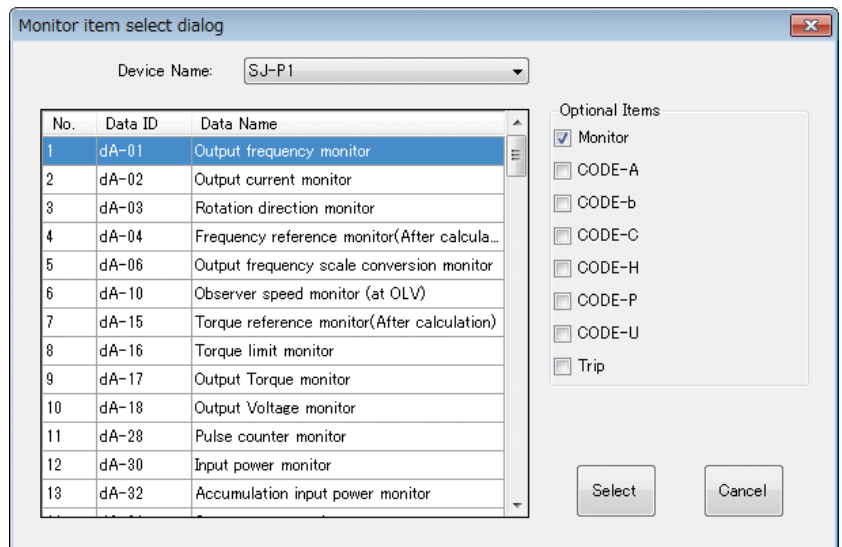 Monitor item select dialog
Device Name: SJ-P1
No. Data ID Data Name
1 dA-01 Output frequency monitor
2 dA-02 Output current monitor
3 dA-03 Rotation direction monitor
4 dA-04 Frequency reference monitor(After calcula...
5 dA-06 Output frequency scale conversion monitor
6 dA-10 Observer speed monitor (at OLV)
7 dA-15 Torque reference monitor(After calculation)
8 dA-16 Torque limit monitor
9 dA-17 Output Torque monitor
10 dA-18 Output Voltage monitor
11 dA-28 Pulse counter monitor
12 dA-30 Input power monitor
13 dA-32 Accumulation input power monitor
Optional Items
Monitor
CODE-A
CODE-b
CODE-C
CODE-H
CODE-P
CODE-U
Trip
Select Cancel